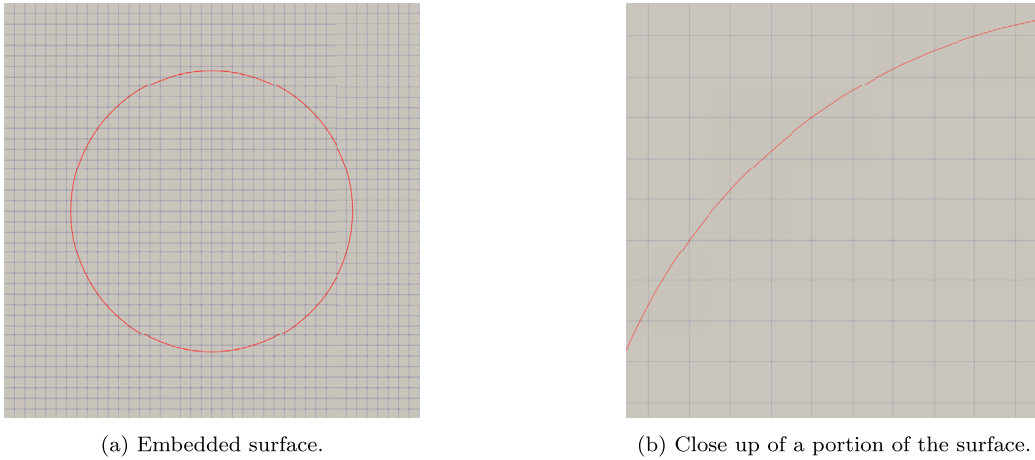 (a) Embedded surface.
(b) Close up of a portion of the surface.